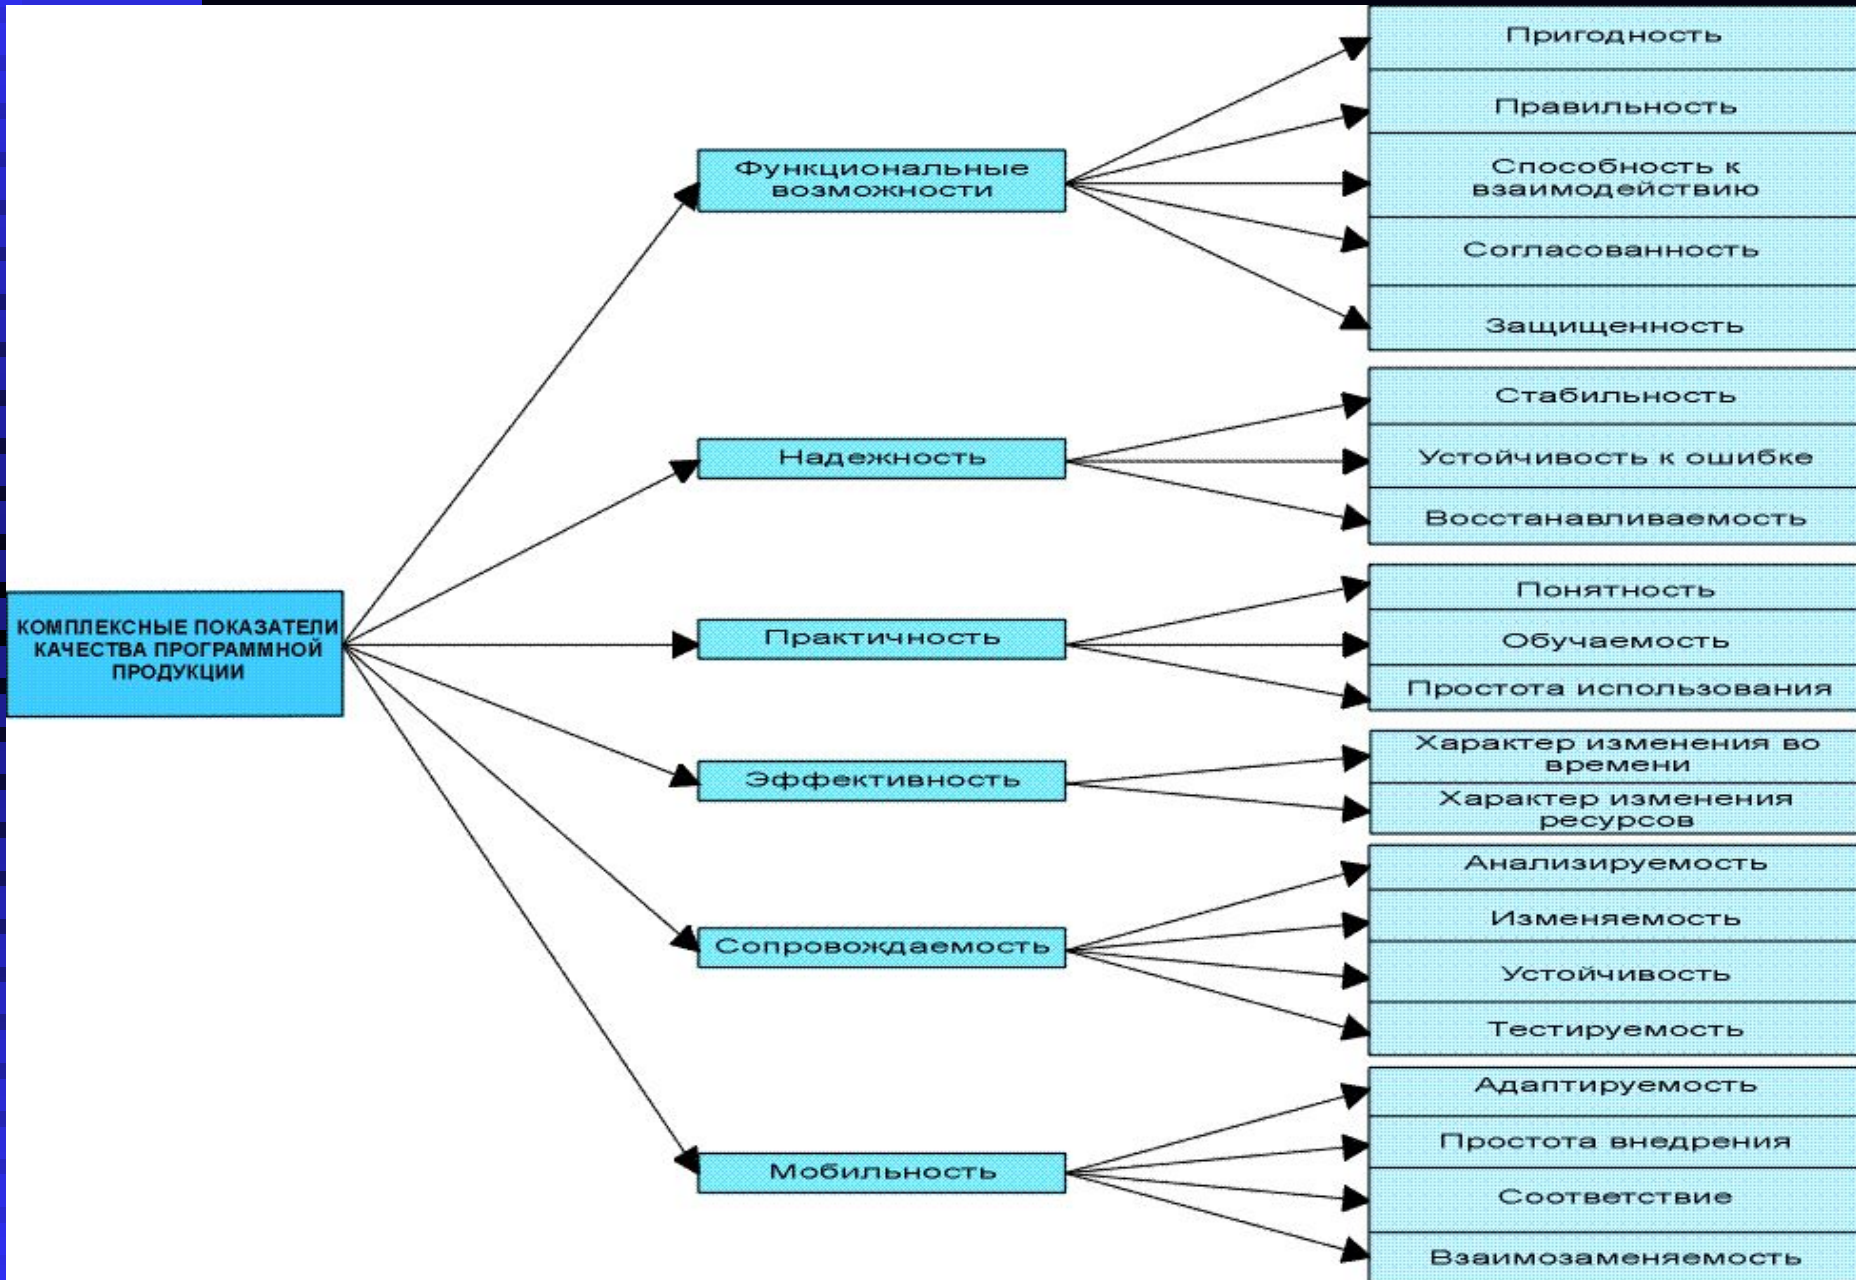 КОМПЛЕКСНЫЕ ПОКАЗАТЕЛИ
КАЧЕСТВА ПРОГРАММНОЙ
ПРОДУКЦИИ
Функциональные
возможности
Пригодность
Правильность
Способность к
взаимодействию
Согласованность
Защищенность
Надежность
Стабильность
Устойчивость к ошибке
Восстанавливаемость
Практичность
Понятность
Обучаемость
Простота использования
Эффективность
Характер изменения во
времени
Характер изменения
ресурсов
Сопровождаемость
Анализируемость
Изменяемость
Устойчивость
Тестируемость
Мобильность
Адаптируемость
Простота внедрения
Соответствие
Взаимозаменяемость